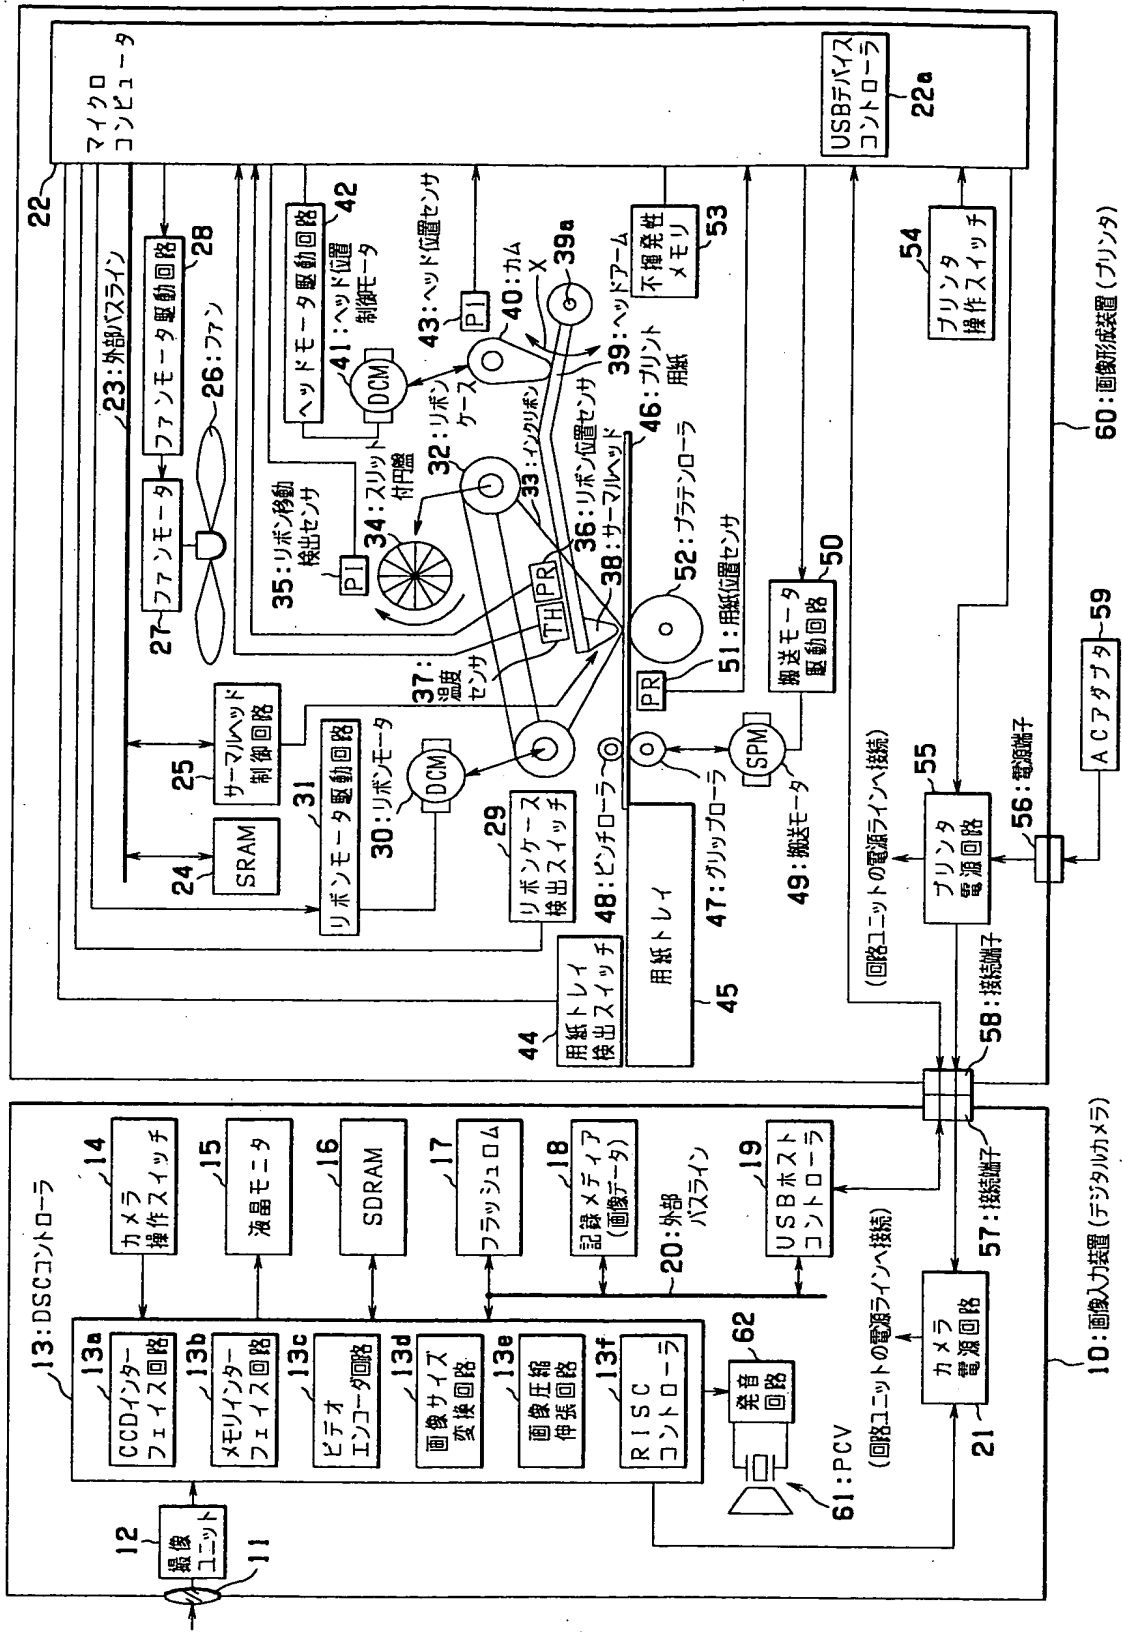 10:画像入力装置(デジタルカメラ)
11
12
撮像
ユニット
13:DSCコントローラ
13a
CCDインター
フェイス回路
13b
メモリインター
フェイス回路
13c
ビデオ
エンコーダ回路
13d
画像サイズ
変換回路
13e
画像圧縮
伸張回路
13f
RISC
コントローラ
14
カメラ
操作スイッチ
15
液晶モニタ
16
SDRAM
17
フラッシュロム
18
記録メディア
(画像データ)
19
USBホスト
コントローラ
20:外部
バスライン
62
発音
回路
61:PCV
(回路ユニットの電源ラインへ接続)
カメラ
電源回路
21
57:接続端子
58:接続端子
60:画像形成装置(プリンタ)
22
マイクロ
コンピュータ
USBデバイス
コントローラ
22a
23:外部バスライン
24
SRAM
25
サーマルヘッド
制御回路
26:ファン
27
ファンモータ
28
ファンモータ駆動回路
29
リボンケース
検出スイッチ
30:リボンモータ
DCM
31
リボンモータ駆動回路
32:リボン
ケース
33:インクリボン
34:スリット
付円盤
35:リボン移動
検出センサ
PI
36:リボン位置センサ
PR
TH
37:
温度
センサ
38:サーマルヘッド
39:ヘッドアーム
39a
X
40:カム
41:ヘッド位置
制御モータ
DCM
42
ヘッドモータ駆動回路
43:ヘッド位置センサ
PI
44
用紙トレイ
検出スイッチ
45
用紙トレイ
46:プリント
用紙
47:グリップローラ
48:ピンチローラ
49:搬送モータ
SPM
50
搬送モータ
駆動回路
51:用紙位置センサ
PR
52:プラテンローラ
53
不揮発性
メモリ
54
プリンタ
操作スイッチ
55
プリンタ
電源回路
(回路ユニットの電源ラインへ接続)
56:電源端子
59
ACアダプタ